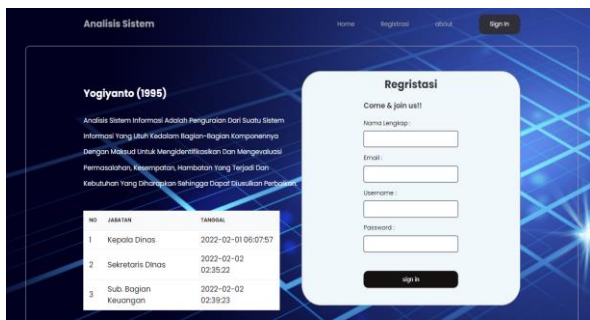 Analisis Sistem
Home Registrasi about Sign In
Yogiyanto (1995)
Analisis Sistem Informasi Adalah Penguraian Dari Suatu Sistem
Informasi Yang Utuh Kedalam Bagian-Bagian Komponennya
Dengan Maksud Untuk Mengidentifikasikan Dan Mengevaluasi
Permasalahan, Kesempatan, Hambatan Yang Terjadi Dan
Kebutuhan Yang Diharapkan Sehingga Dapat Diusulkan Perbaikan.
NO JABATAN TANGGAL
1 Kepala Dinas 2022-02-01 06:07:57
2 Sekretaris DInas 2022-02-02
02:35:22
3 Sub. Bagian
Keuangan 2022-02-02
02:39:23
Regristasi
Come & join us!!
Nama Lengkap :
Email :
Username :
Password :
sign in